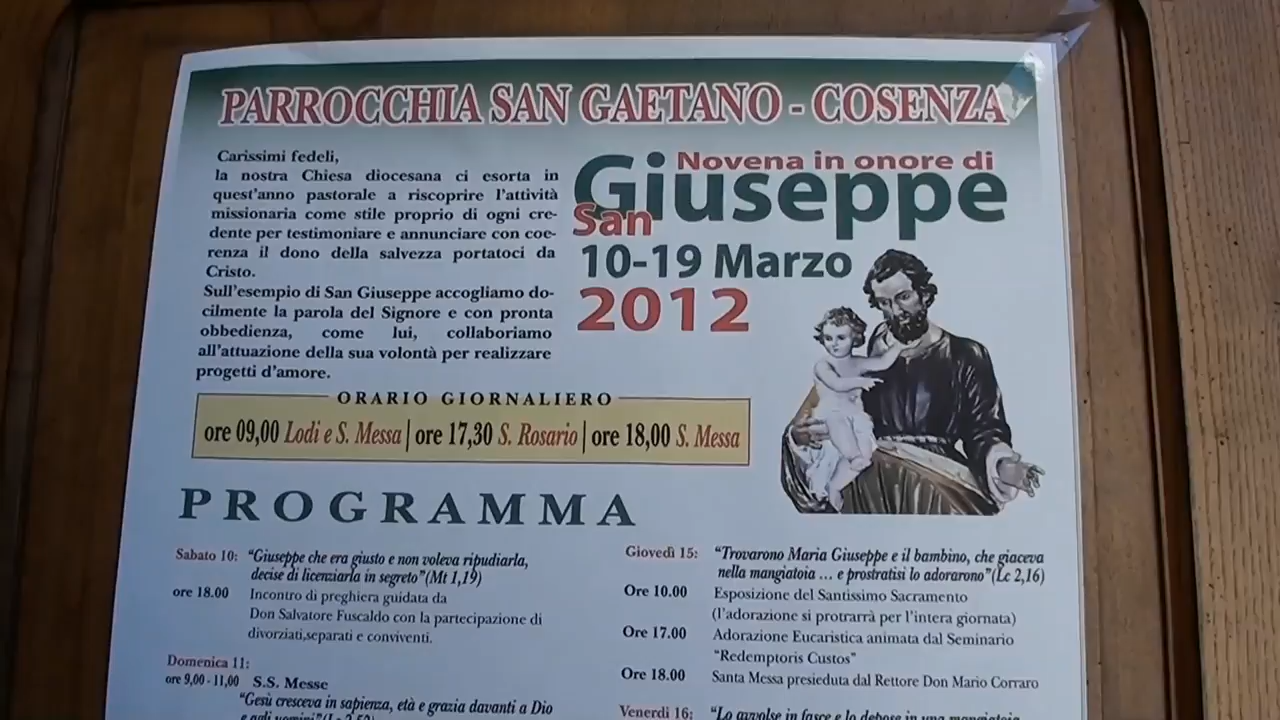 PARROCCHIA SAN GAETANO - COSENZA
Carissimi fedeli,
la nostra Chiesa diocesana ci esorta in
quest'anno pastorale a riscoprire l'attività
missionaria come stile proprio di ogni cre-
dente per testimoniare e annunciare con coe-
renza il dono della salvezza portatoci da
Cristo.
Sull'esempio di San Giuseppe accogliamo do-
cilmente la parola del Signore e con pronta
obbedienza, come lui, collaboriamo
all'attuazione della sua volontà per realizzare
progetti d'amore.
Novena in onore di
San Giuseppe
10-19 Marzo
2012
ORARIO GIORNALIERO
ore 09,00 Lodi e S. Messa | ore 17,30 S. Rosario | ore 18,00 S. Messa
PROGRAMMA
Sabato 10: "Giuseppe che era giusto e non voleva ripudiarla,
decise di licenziarla in segreto"(Mt 1,19)
ore 18.00 Incontro di preghiera guidata da
Don Salvatore Fuscaldo con la partecipazione di
divorziati,separati e conviventi.
Domenica 11:
ore 9,00 - 11,00 S.S. Messe
"Gesù cresceva in sapienza, età e grazia davanti a Dio
Giovedì 15: "Trovarono Maria Giuseppe e il bambino, che giaceva
nella mangiatoia ... e prostratisi lo adorarono"(Lc 2,16)
Ore 10.00 Esposizione del Santissimo Sacramento
(l'adorazione si protrarrà per l'intera giornata)
Ore 17.00 Adorazione Eucaristica animata dal Seminario
"Redemptoris Custos"
Ore 18.00 Santa Messa presieduta dal Rettore Don Mario Corraro
Venerdì 16: "Lo avvolse in fasce e lo depose in una mangiatoia